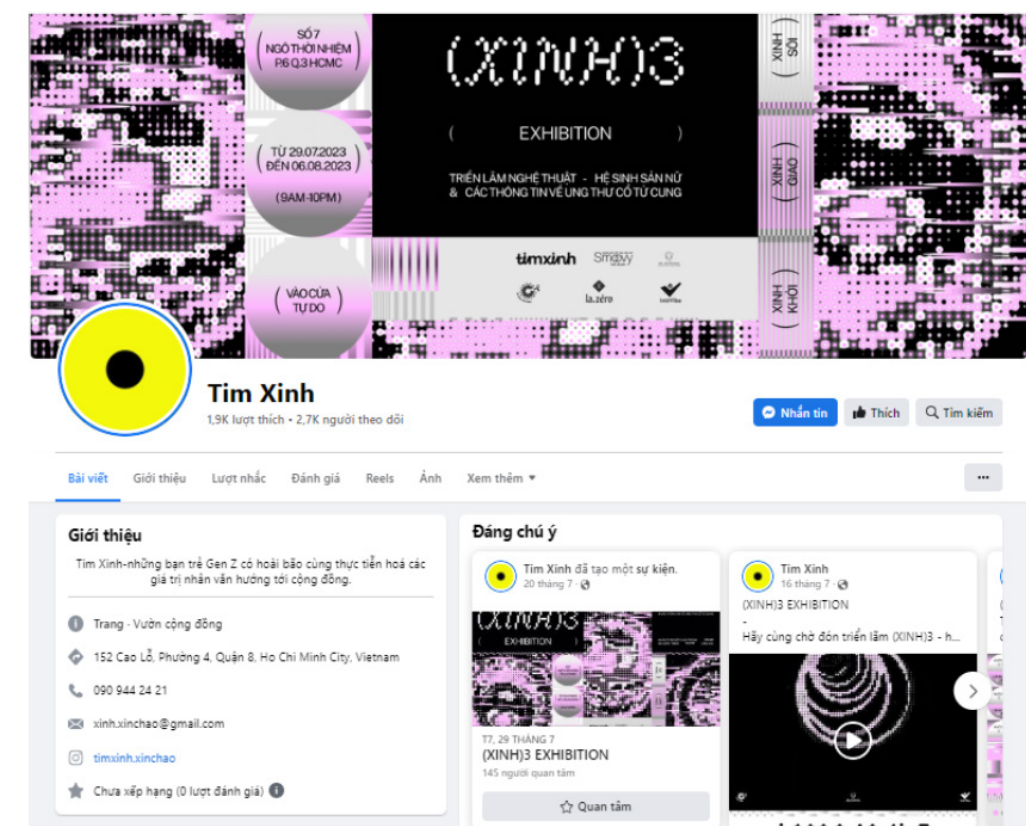 ( SỐ 7
NGÔ THỜI NHIỆM
P.6 Q.3 HCMC )
(XINH)3
( EXHIBITION )
TRIỂN LÃM NGHỆ THUẬT - HỆ SINH SẢN NỮ
& CÁC THÔNG TIN VỀ UNG THƯ CỔ TỬ CUNG
( TỪ 29.07.2023
ĐẾN 06.08.2023 )
(9AM-10PM)
( VÀO CỬA
TỰ DO )
( XINH
SÔI )
( XINH
GIAO )
( XINH
KHÔI )
timxinh
la.zéro
Tim Xinh
1,9K lượt thích • 2,7K người theo dõi
Nhắn tin
Thích
Tìm kiếm
Bài viết
Giới thiệu
Lượt nhắc
Đánh giá
Reels
Ảnh
Xem thêm
Giới thiệu
Tim Xinh-những bạn trẻ Gen Z có hoài bão cùng thực tiễn hoá các
giá trị nhân văn hướng tới cộng đồng.
Trang · Vườn cộng đồng
152 Cao Lỗ, Phường 4, Quận 8, Ho Chi Minh City, Vietnam
090 944 24 21
xinh.xinchao@gmail.com
timxinh.xinchao
Chưa xếp hạng (0 lượt đánh giá)
Đáng chú ý
Tim Xinh đã tạo một sự kiện.
20 tháng 7 ·
(XINH)3
( EXHIBITION )
T7, 29 THÁNG 7
(XINH)3 EXHIBITION
145 người quan tâm
Quan tâm
Tim Xinh
16 tháng 7 ·
(XINH)3 EXHIBITION
-
Hãy cùng chờ đón triển lãm (XINH)3 - h...